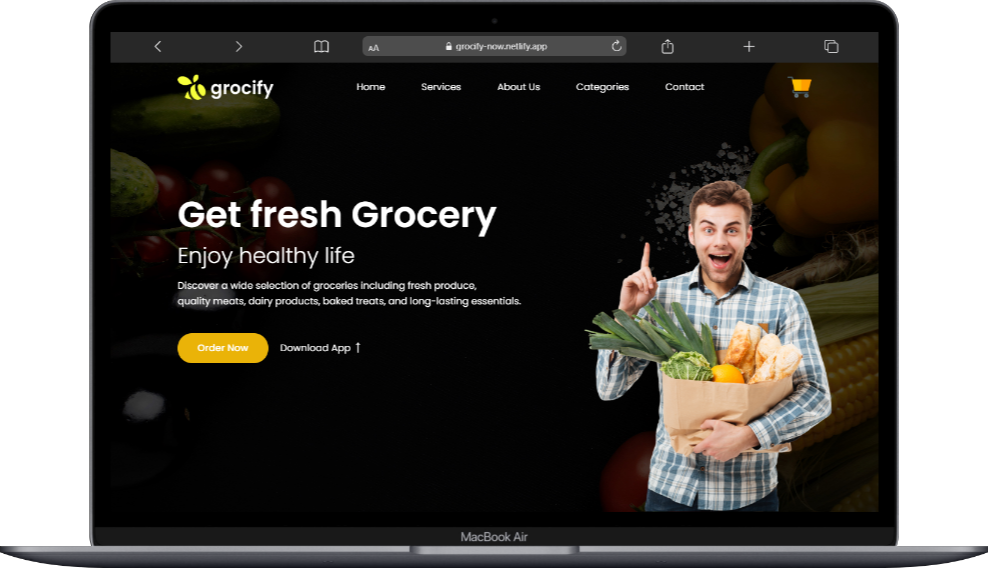 AA grocify-now.netlify.app
grocify Home Services About Us Categories Contact
Get fresh Grocery
Enjoy healthy life
Discover a wide selection of groceries including fresh produce,
quality meats, dairy products, baked treats, and long-lasting essentials.
Order Now Download App ↑
MacBook Air